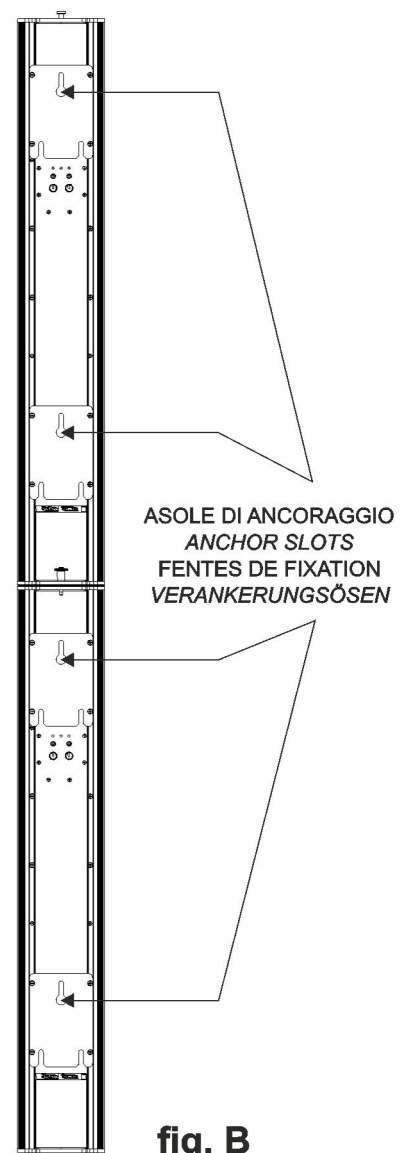 ASOLE DI ANCORAGGIO
ANCHOR SLOTS
FENTES DE FIXATION
VERANKERUNGSÖSEN
fig. B